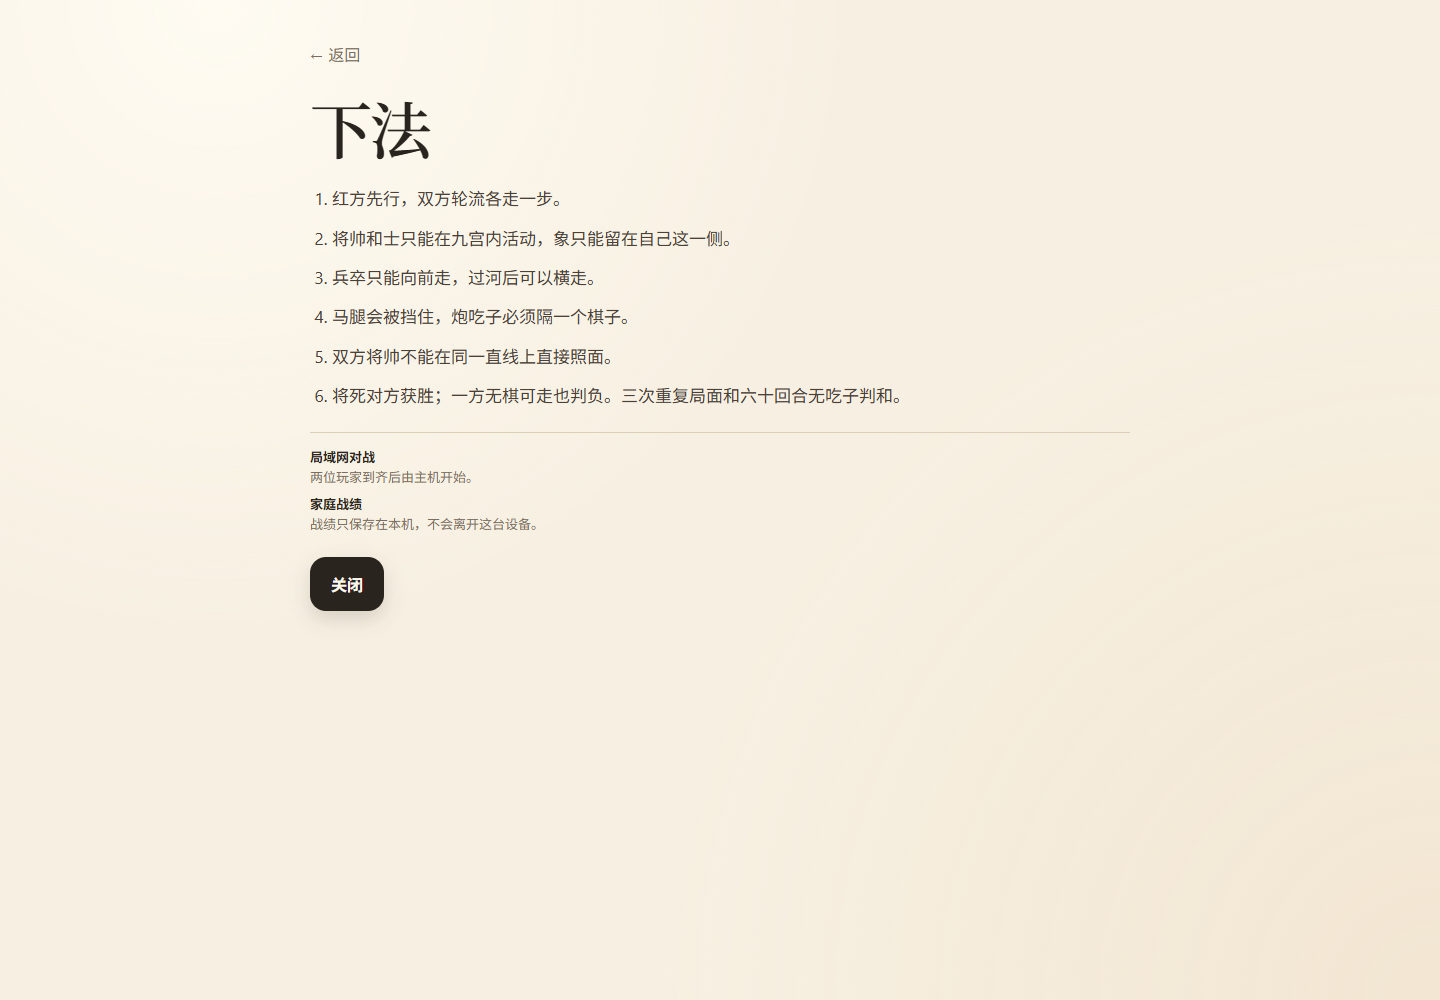 ← 返回
下法
1. 红方先行，双方轮流各走一步。
2. 将帅和士只能在九宫内活动，象只能留在自己这一侧。
3. 兵卒只能向前走，过河后可以横走。
4. 马腿会被挡住，炮吃子必须隔一个棋子。
5. 双方将帅不能在同一直线上直接照面。
6. 将死对方获胜；一方无棋可走也判负。三次重复局面和六十回合无吃子判和。
局域网对战
两位玩家到齐后由主机开始。
家庭战绩
战绩只保存在本机，不会离开这台设备。
关闭